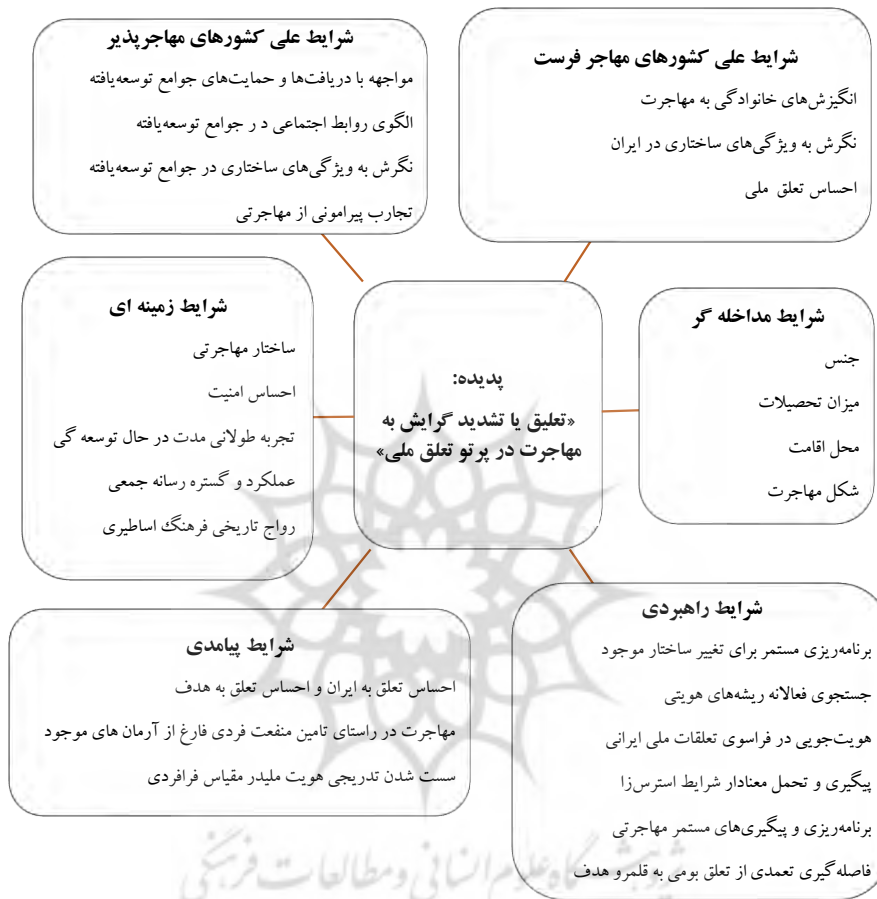 شرایط علی کشورهای مهاجر فرست
انگیزش‌های خانوادگی به مهاجرت
نگرش به ویژگی‌های ساختاری در ایران
احساس تعلق ملی
شرایط علی کشورهای مهاجرپذیر
مواجهه با دریافت‌ها و حمایت‌های جوامع توسعه‌یافته
الگوی روابط اجتماعی د ر جوامع توسعه‌یافته
نگرش به ویژگی‌های ساختاری در جوامع توسعه‌یافته
تجارب پیرامونی از مهاجرتی
شرایط مداخله گر
جنس
میزان تحصیلات
محل اقامت
شکل مهاجرت
پدیده:
«تعلیق یا تشدید گرایش به
مهاجرت در پرتو تعلق ملی»
شرایط زمینه ای
ساختار مهاجرتی
احساس امنیت
تجربه طولانی مدت در حال توسعه گی
عملکرد و گستره رسانه جمعی
رواج تاریخی فرهنگ اساطیری
شرایط راهبردی
برنامه‌ریزی مستمر برای تغییر ساختار موجود
جستجوی فعالانه ریشه‌های هویتی
هویت‌جویی در فراسوی تعلقات ملی ایرانی
پیگیری و تحمل معنادار شرایط استرس‌زا
برنامه‌ریزی و پیگیری‌های مستمر مهاجرتی
فاصله گیری تعمدی از تعلق بومی به قلمرو هدف
شرایط پیامدی
احساس تعلق به ایران و احساس تعلق به هدف
مهاجرت در راستای تامین منفعت فردی فارغ از آرمان های موجود
سست شدن تدریجی هویت ملیدر مقیاس فرافردی
پژوهشگاه علوم انسانی و مطالعات فرهنگی